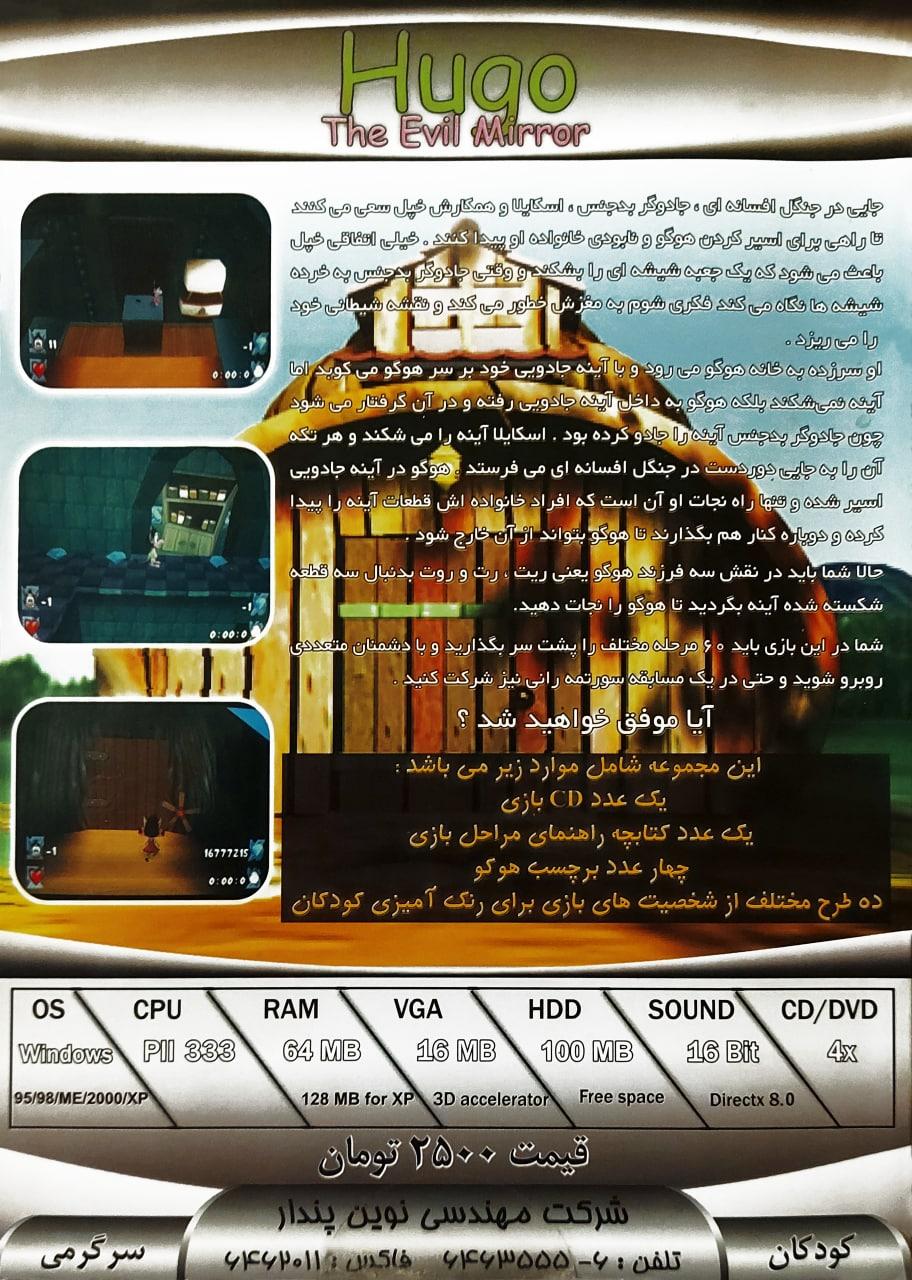 Hugo
The Evil Mirror
جایی در جنگل افسانه ای ، جادوگر بدجنس ، اسکایلا و همکارش خپل سعی می کنند
تا راهی برای اسیر کردن هوگو و نابودی خانواده او پیدا کنند . خیلی اتفاقی خپل
باعث می شود که یک جعبه شیشه ای را بشکند و وقتی جادوگر بدجنس به خرده
شیشه ها نگاه می کند فکری شوم به مغزش خطور می کند و نقشه شیطانی خود
را می ریزد .
او سرزده به خانه هوگو می رود و با آینه جادویی خود بر سر هوگو می کوبد اما
آینه نمی‌شکند بلکه هوگو به داخل آینه جادویی رفته و در آن گرفتار می شود
چون جادوگر بدجنس آینه را جادو کرده بود . اسکایلا آینه را می شکند و هر تکه
آن را به جایی دوردست در جنگل افسانه ای می فرستد . هوگو در آینه جادویی
اسیر شده و تنها راه نجات او آن است که افراد خانواده اش قطعات آینه را پیدا
کرده و دوباره کنار هم بگذارند تا هوگو بتواند از آن خارج شود .
حالا شما باید در نقش سه فرزند هوگو یعنی ریت ، رت و روت بدنبال سه قطعه
شکسته شده آینه بگردید تا هوگو را نجات دهید.
شما در این بازی باید ۶۰ مرحله مختلف را پشت سر بگذارید و با دشمنان متعددی
روبرو شوید و حتی در یک مسابقه سورتمه رانی نیز شرکت کنید .
آیا موفق خواهید شد ؟
این مجموعه شامل موارد زیر می باشد :
یک عدد CD بازی
یک عدد کتابچه راهنمای مراحل بازی
چهار عدد برچسب هوگو
ده طرح مختلف از شخصیت های بازی برای رنگ آمیزی کودکان
11 -1
0:00:0
-1 -1
0:00:0
-1 16777215
0:00:0
OS CPU RAM VGA HDD SOUND CD/DVD
Windows PII 333 64 MB 16 MB 100 MB 16 Bit 4x
95/98/ME/2000/XP 128 MB for XP 3D accelerator Free space Directx 8.0
قیمت ۲۵۰۰ تومان
شرکت مهندسی نوین پندار
تلفن : ۶- ۶۴۶۳۵۵۵ فاکس : ۶۴۶۲۰۱۱
کودکان
سرگرمی